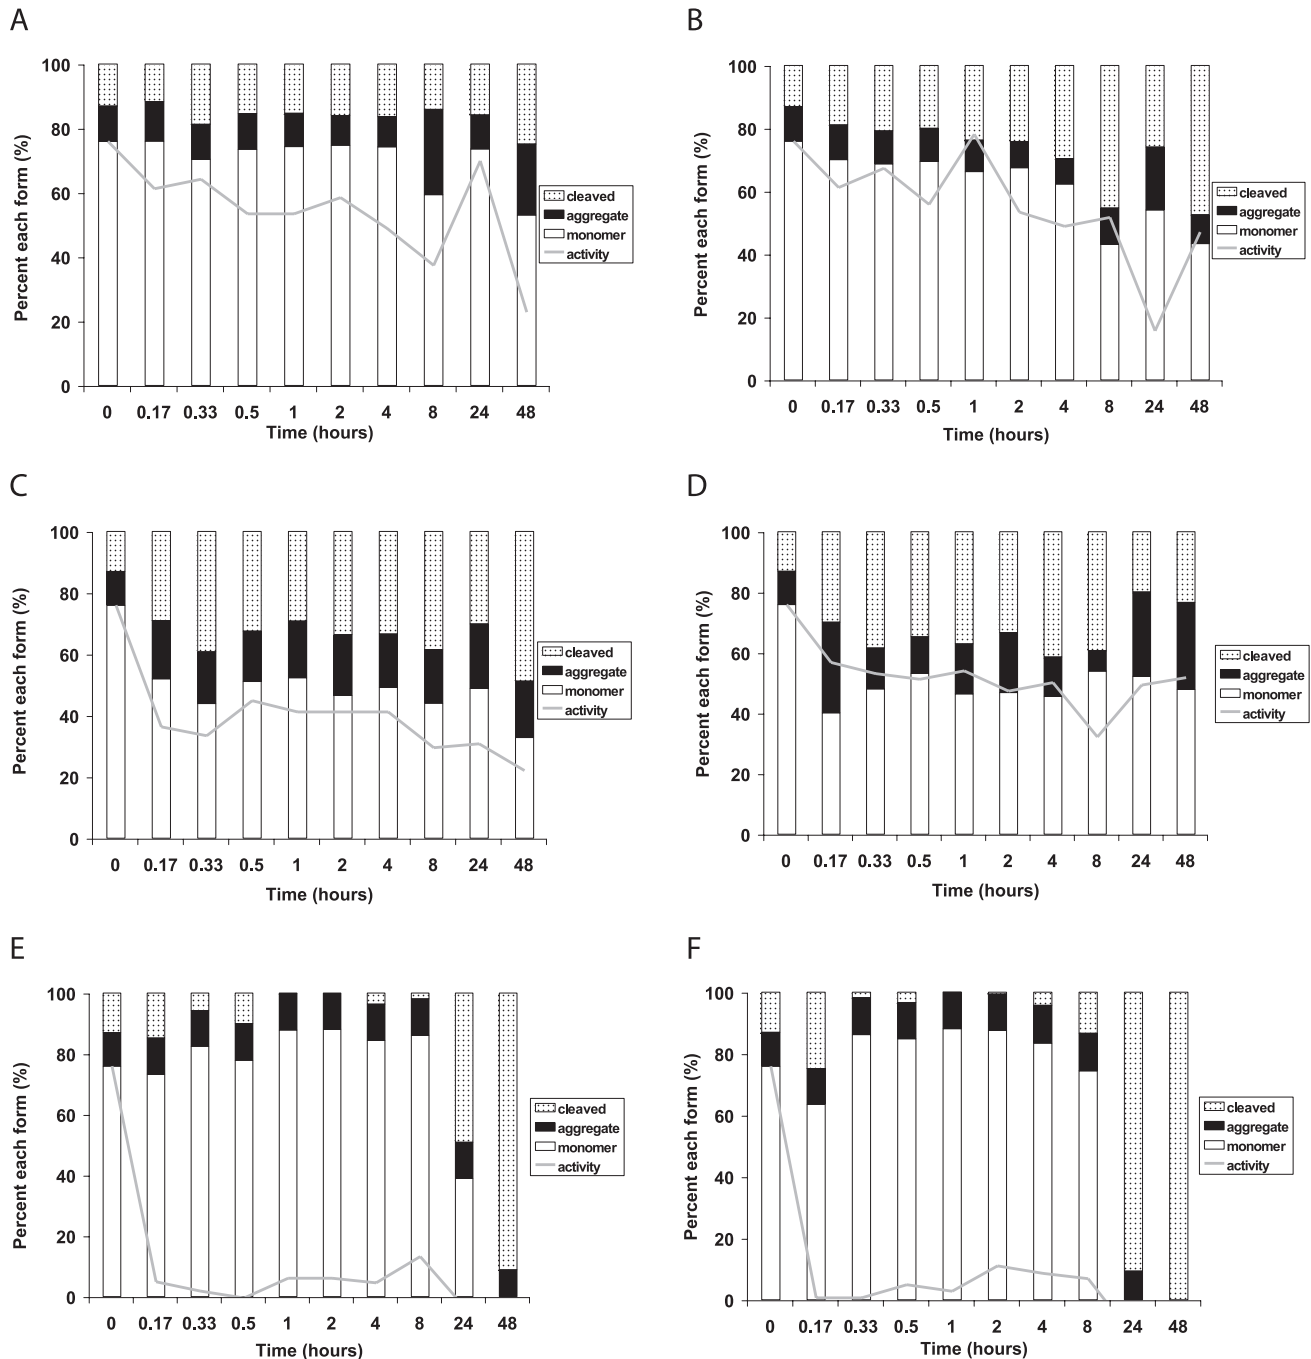 A
Percent each form (%)
100
80
60
40
20
0
0 0.17 0.33 0.5 1 2 4 8 24 48
Time (hours)
cleaved
aggregate
monomer
activity
B
Percent each form (%)
100
80
60
40
20
0
0 0.17 0.33 0.5 1 2 4 8 24 48
Time (hours)
cleaved
aggregate
monomer
activity
C
Percent each form (%)
100
80
60
40
20
0
0 0.17 0.33 0.5 1 2 4 8 24 48
Time (hours)
cleaved
aggregate
monomer
activity
D
Percent each form (%)
100
80
60
40
20
0
0 0.17 0.33 0.5 1 2 4 8 24 48
Time (hours)
cleaved
aggregate
monomer
activity
E
Percent each form (%)
100
80
60
40
20
0
0 0.17 0.33 0.5 1 2 4 8 24 48
Time (hours)
cleaved
aggregate
monomer
activity
F
Percent each form (%)
100
80
60
40
20
0
0 0.17 0.33 0.5 1 2 4 8 24 48
Time (hours)
cleaved
aggregate
monomer
activity